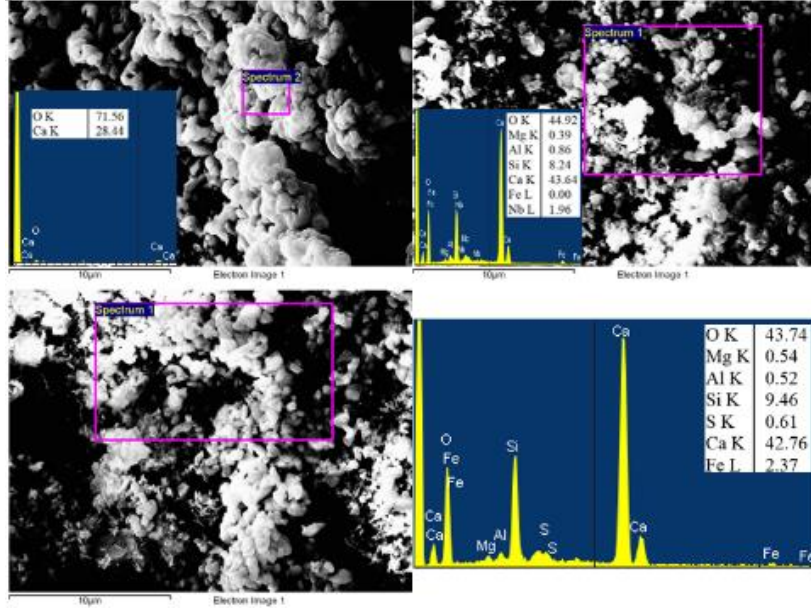 Spectrum 2
O K 71.56
Ca K 28.44
O
Ca
Ca
Ca
Ca
10μm
Electron Image 1
Spectrum 1
O K 44.92
Mg K 0.39
Al K 0.86
Si K 8.24
Ca K 43.64
Fe L 0.00
Nb L 1.96
Ca
O
Fe
Si
Ca
Fe
10μm
Electron Image 1
Spectrum 1
10μm
Electron Image 1
O K 43.74
Mg K 0.54
Al K 0.52
Si K 9.46
S K 0.61
Ca K 42.76
Fe L 2.37
Ca
O
Fe
Fe
Si
Ca
Ca
Mg
Al
S
S
Ca
Fe
Fe